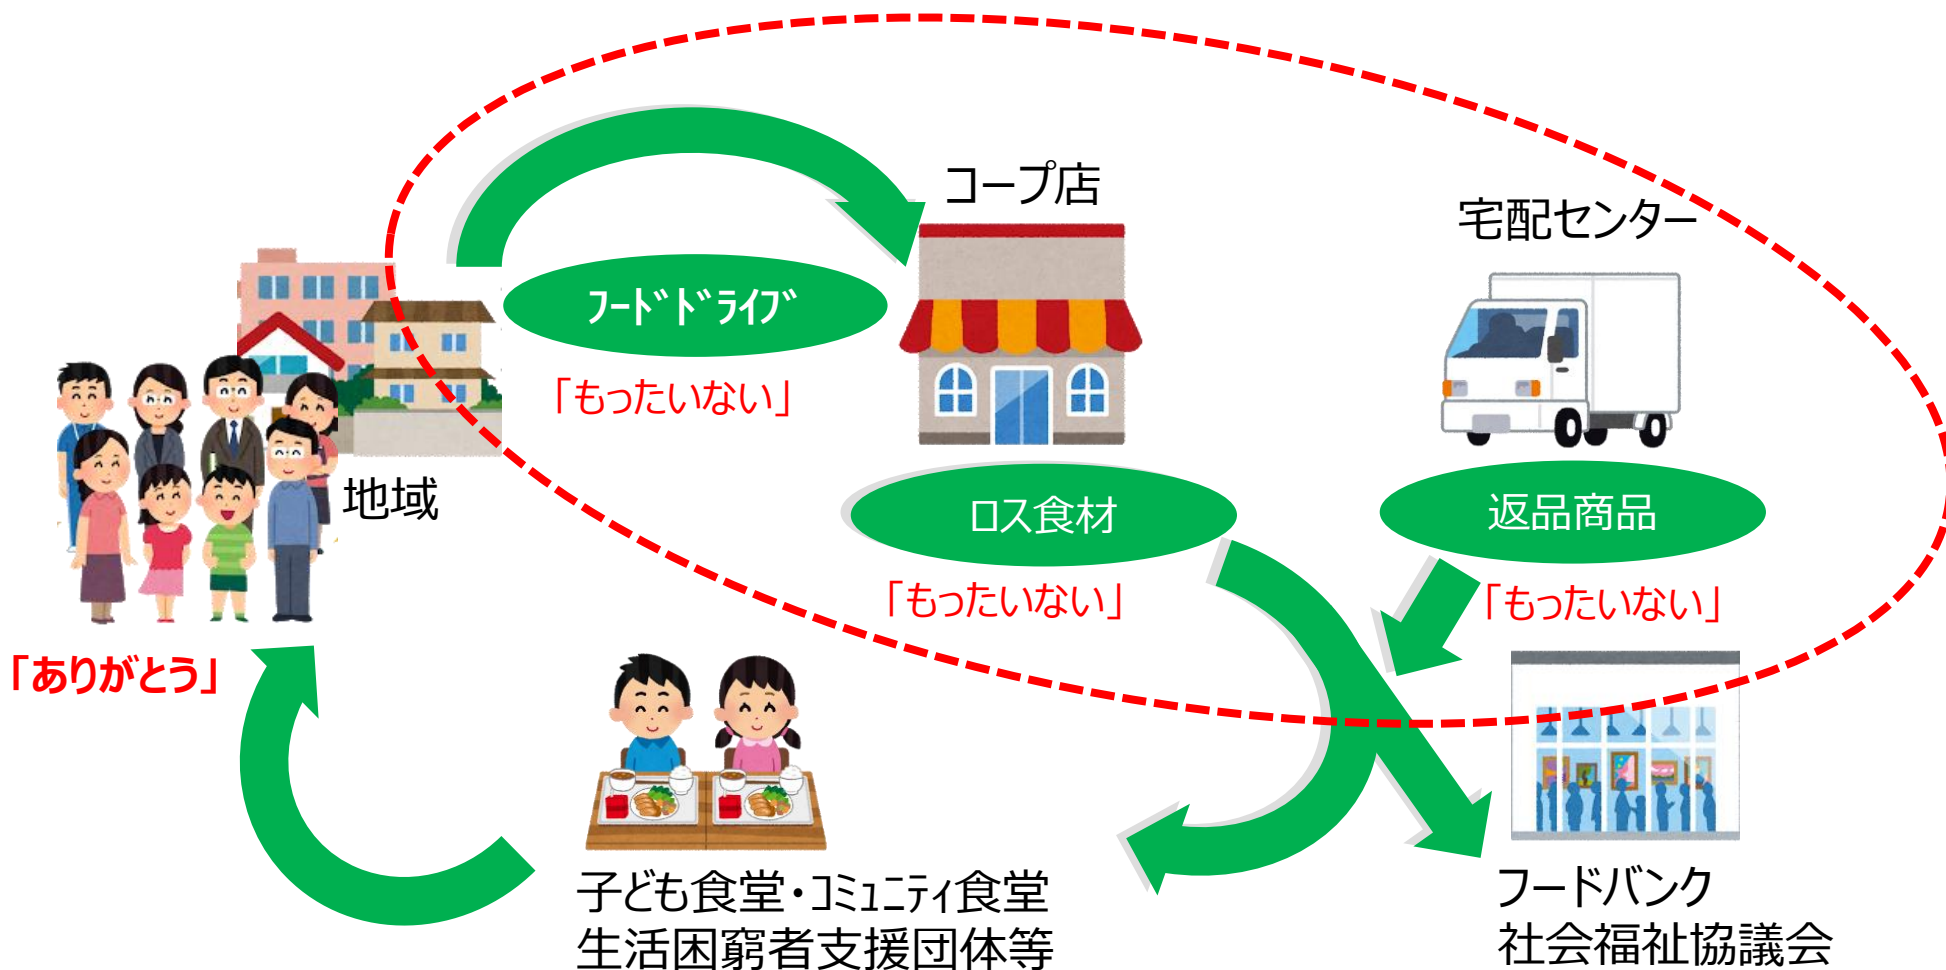 コープ店
宅配センター
ﾌｰﾄﾞﾄﾞﾗｲﾌﾞ
「もったいない」
地域
ロス食材
返品商品
「もったいない」
「もったいない」
「ありがとう」
子ども食堂・ｺﾐｭﾆﾃｨ食堂
生活困窮者支援団体等
フードバンク
社会福祉協議会